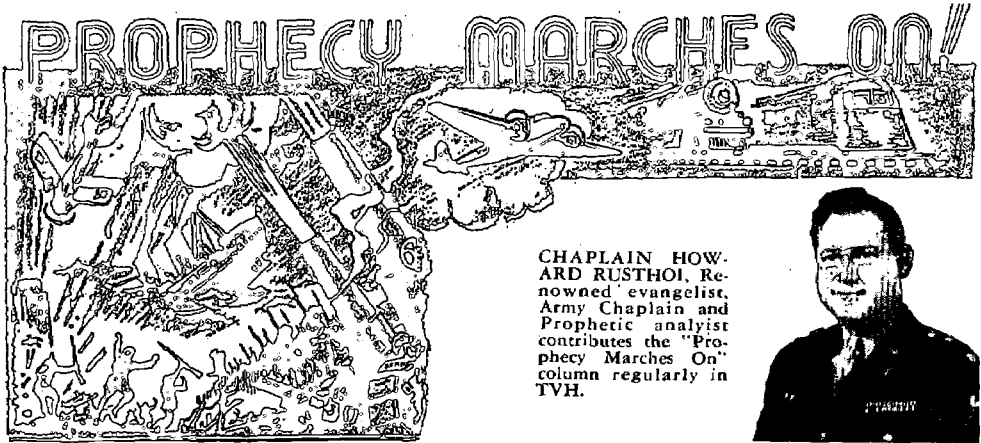 PROPHECY MARCHES ON!
CHAPLAIN HOW-
ARD RUSTHOI, Re-
nowned evangelist,
Army Chaplain and
Prophetic analyist
contributes the "Pro-
phecy Marches On"
column regularly in
TVH.